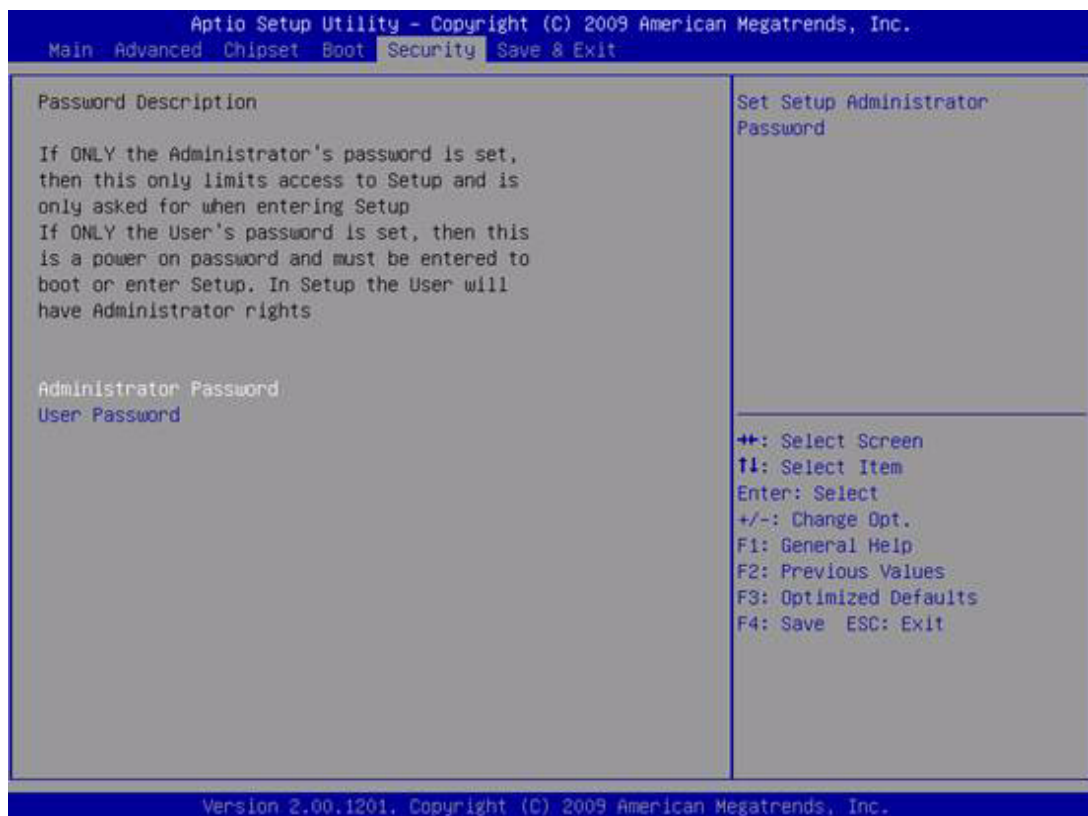 Aptio Setup Utility – Copyright (C) 2009 American Megatrends, Inc.
Main Advanced Chipset Boot Security Save & Exit
Password Description
If ONLY the Administrator's password is set,
then this only limits access to Setup and is
only asked for when entering Setup
If ONLY the User's password is set, then this
is a power on password and must be entered to
boot or enter Setup. In Setup the User will
have Administrator rights
Administrator Password
User Password
Set Setup Administrator
Password
→←: Select Screen
↑↓: Select Item
Enter: Select
+/-: Change Opt.
F1: General Help
F2: Previous Values
F3: Optimized Defaults
F4: Save ESC: Exit
Version 2.00.1201. Copyright (C) 2009 American Megatrends, Inc.